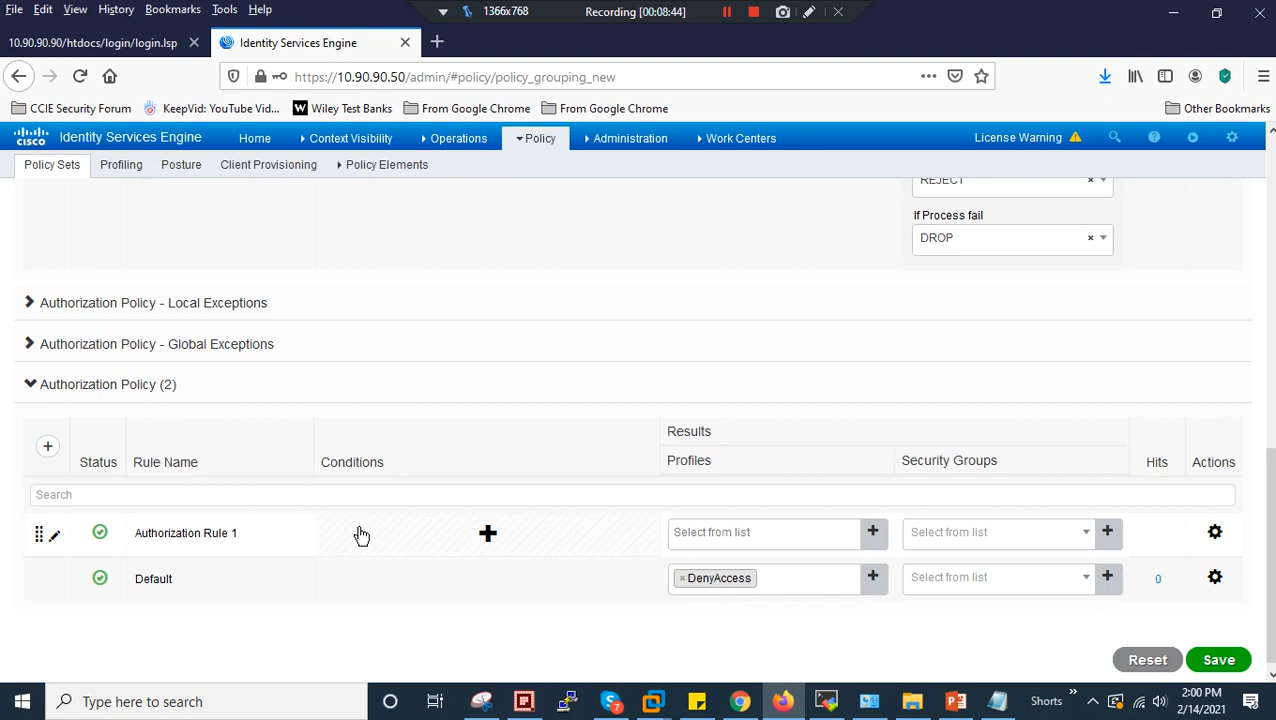 File Edit View History Bookmarks Tools Help
1366x768 Recording [00:08:44]
10.90.90.90/htdocs/login/login.lsp
Identity Services Engine
https://10.90.90.50/admin/#policy/policy_grouping_new
CCIE Security Forum KeepVid: YouTube Vid... Wiley Test Banks From Google Chrome From Google Chrome Other Bookmarks
cisco Identity Services Engine Home Context Visibility Operations Policy Administration Work Centers License Warning
Policy Sets Profiling Posture Client Provisioning Policy Elements
REJECT
If Process fail
DROP
Authorization Policy - Local Exceptions
Authorization Policy - Global Exceptions
Authorization Policy (2)
Results
Status Rule Name Conditions Profiles Security Groups Hits Actions
Search
Authorization Rule 1 Select from list Select from list
Default DenyAccess Select from list 0
Reset Save
Type here to search Shorts 2:00 PM
2/14/2021